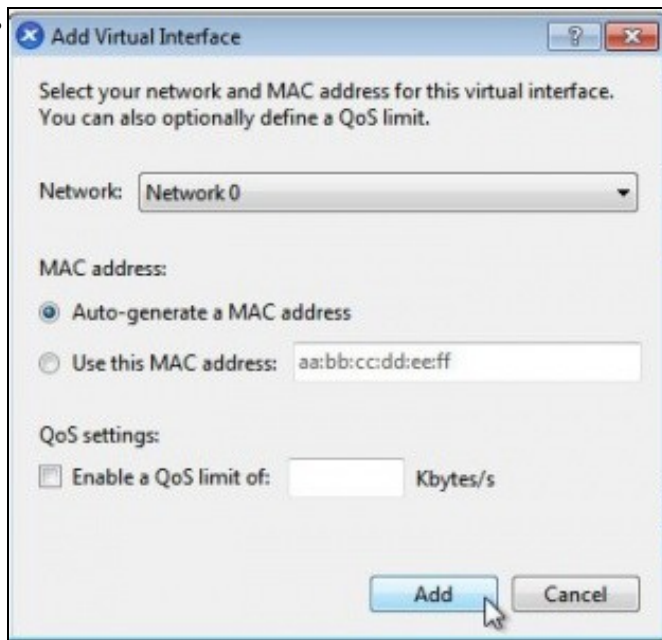 Add Virtual Interface
Select your network and MAC address for this virtual interface.
You can also optionally define a QoS limit.
Network: Network 0
MAC address:
Auto-generate a MAC address
Use this MAC address: aa:bb:cc:dd:ee:ff
QoS settings:
Enable a QoS limit of: Kbytes/s
Add Cancel